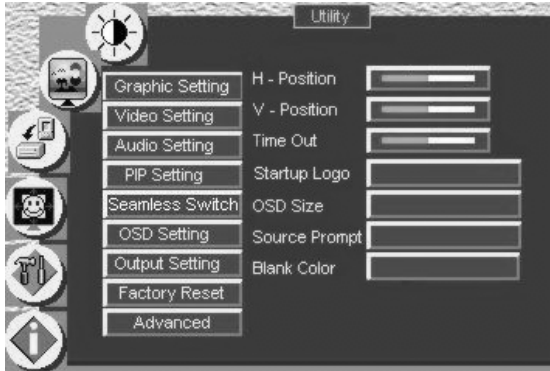 Utility
Graphic Setting
Video Setting
Audio Setting
PIP Setting
Seamless Switch
OSD Setting
Output Setting
Factory Reset
Advanced
H - Position
V - Position
Time Out
Startup Logo
OSD Size
Source Prompt
Blank Color